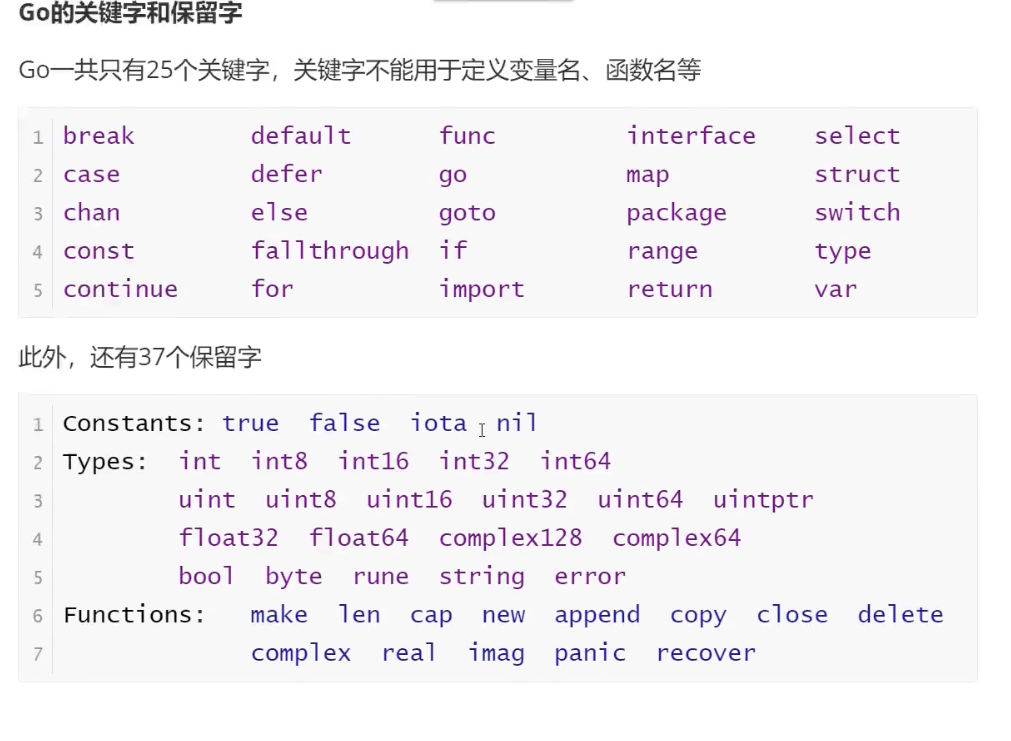 Go的关键字和保留字
Go一共只有25个关键字，关键字不能用于定义变量名、函数名等
1 break default func interface select
2 case defer go map struct
3 chan else goto package switch
4 const fallthrough if range type
5 continue for import return var
此外，还有37个保留字
1 Constants: true false iota nil
2 Types: int int8 int16 int32 int64
3 uint uint8 uint16 uint32 uint64 uintptr
4 float32 float64 complex128 complex64
5 bool byte rune string error
6 Functions: make len cap new append copy close delete
7 complex real imag panic recover